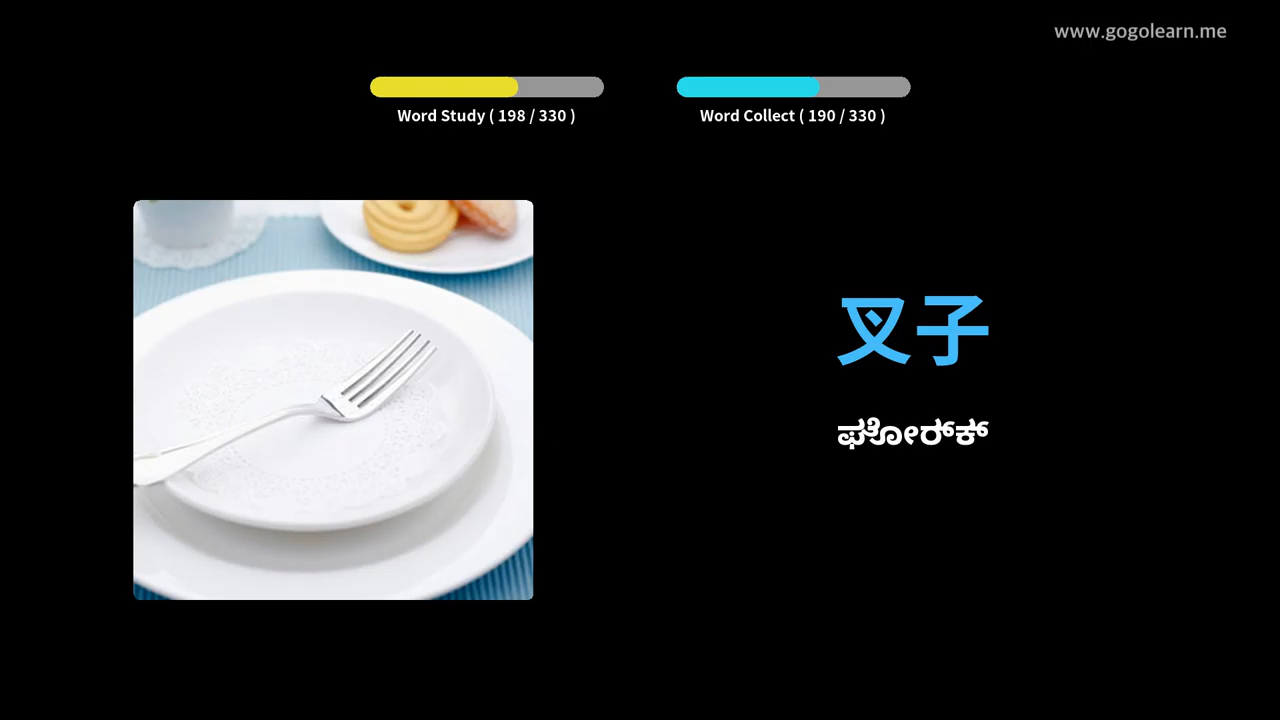 www.gogolearn.me
Word Study ( 198 / 330 )
Word Collect ( 190 / 330 )
叉子
ಫೋರ್ಕ್